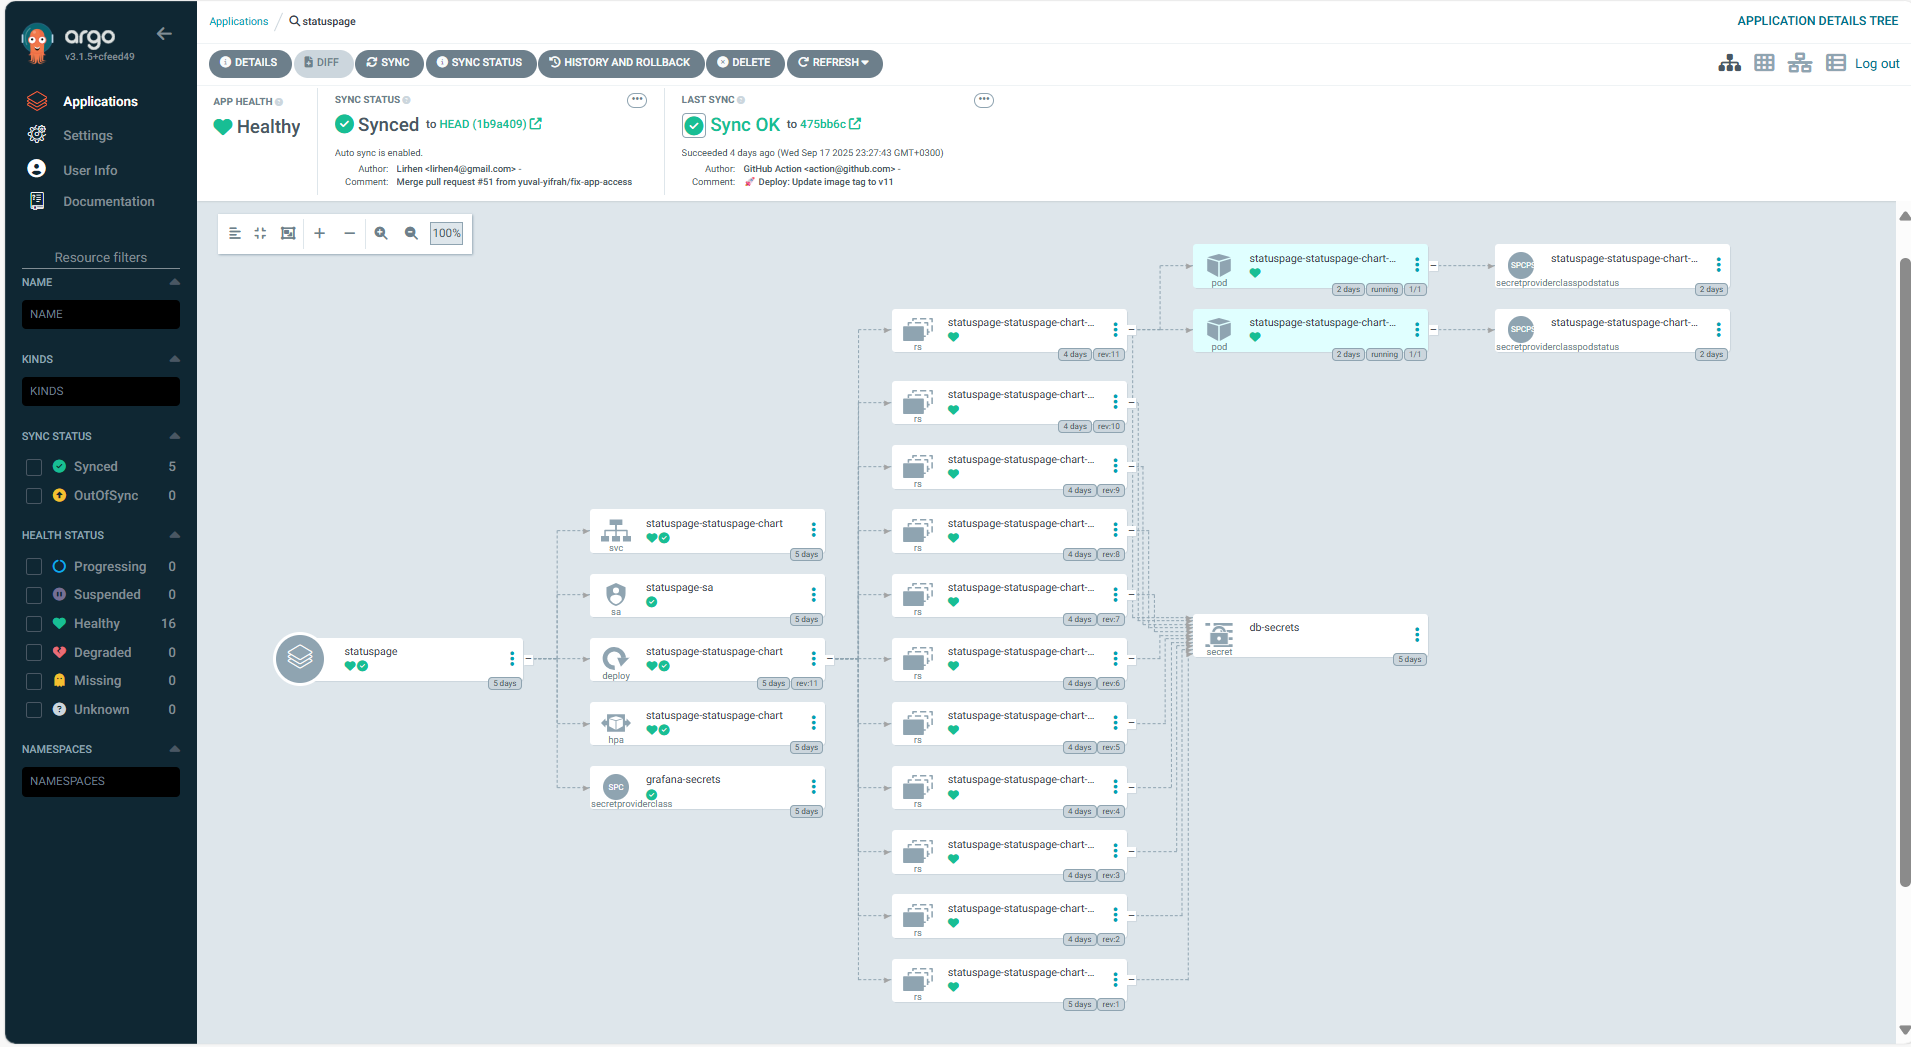 argo
v3.1.5+cfeed49
Applications
Settings
User Info
Documentation
Resource filters
NAME
NAME
KINDS
KINDS
SYNC STATUS
Synced 5
OutOfSync 0
HEALTH STATUS
Progressing 0
Suspended 0
Healthy 16
Degraded 0
Missing 0
Unknown 0
NAMESPACES
NAMESPACES
Applications / statuspage
APPLICATION DETAILS TREE
DETAILS DIFF SYNC SYNC STATUS HISTORY AND ROLLBACK DELETE REFRESH
Log out
APP HEALTH
Healthy
SYNC STATUS
Synced to HEAD (1b9a409)
Auto sync is enabled.
Author: Lirhen <lirhen4@gmail.com> -
Comment: Merge pull request #51 from yuval-yifrah/fix-app-access
LAST SYNC
Sync OK to 475bb6c
Succeeded 4 days ago (Wed Sep 17 2025 23:27:43 GMT+0300)
Author: GitHub Action <action@github.com> -
Comment: 🚀 Deploy: Update image tag to v11
100%
statuspage
5 days
statuspage-statuspage-chart
svc
5 days
statuspage-sa
sa
5 days
statuspage-statuspage-chart
deploy
5 days rev:11
statuspage-statuspage-chart
hpa
5 days
SPC
grafana-secrets
secretproviderclass
5 days
statuspage-statuspage-chart-...
rs
4 days rev:11
statuspage-statuspage-chart-...
rs
4 days rev:10
statuspage-statuspage-chart-...
rs
4 days rev:9
statuspage-statuspage-chart-...
rs
4 days rev:8
statuspage-statuspage-chart-...
rs
4 days rev:7
statuspage-statuspage-chart-...
rs
4 days rev:6
statuspage-statuspage-chart-...
rs
4 days rev:5
statuspage-statuspage-chart-...
rs
4 days rev:4
statuspage-statuspage-chart-...
rs
4 days rev:3
statuspage-statuspage-chart-...
rs
4 days rev:2
statuspage-statuspage-chart-...
rs
5 days rev:1
statuspage-statuspage-chart-...
pod
2 days running 1/1
statuspage-statuspage-chart-...
pod
2 days running 1/1
db-secrets
secret
5 days
SPCPS
statuspage-statuspage-chart-...
secretproviderclasspodstatus
2 days
SPCPS
statuspage-statuspage-chart-...
secretproviderclasspodstatus
2 days